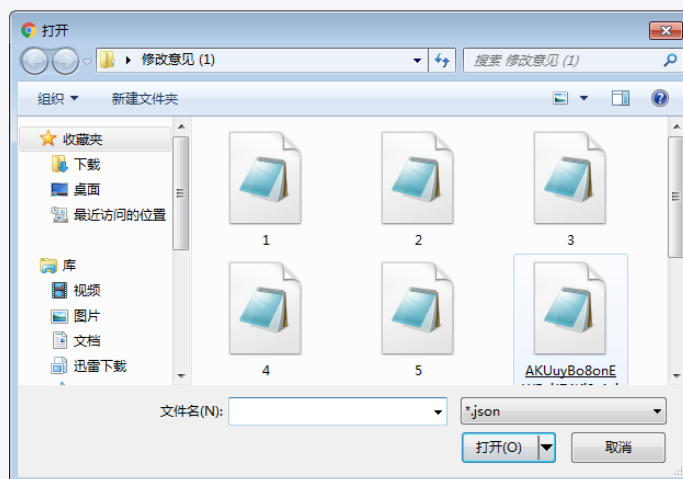 打开
修改意见 (1)
搜索 修改意见 (1)
组织
新建文件夹
收藏夹
下载
桌面
最近访问的位置
库
视频
图片
文档
迅雷下载
1
2
3
4
5
AKUuyBo8onE
文件名(N):
*.json
打开(O)
取消